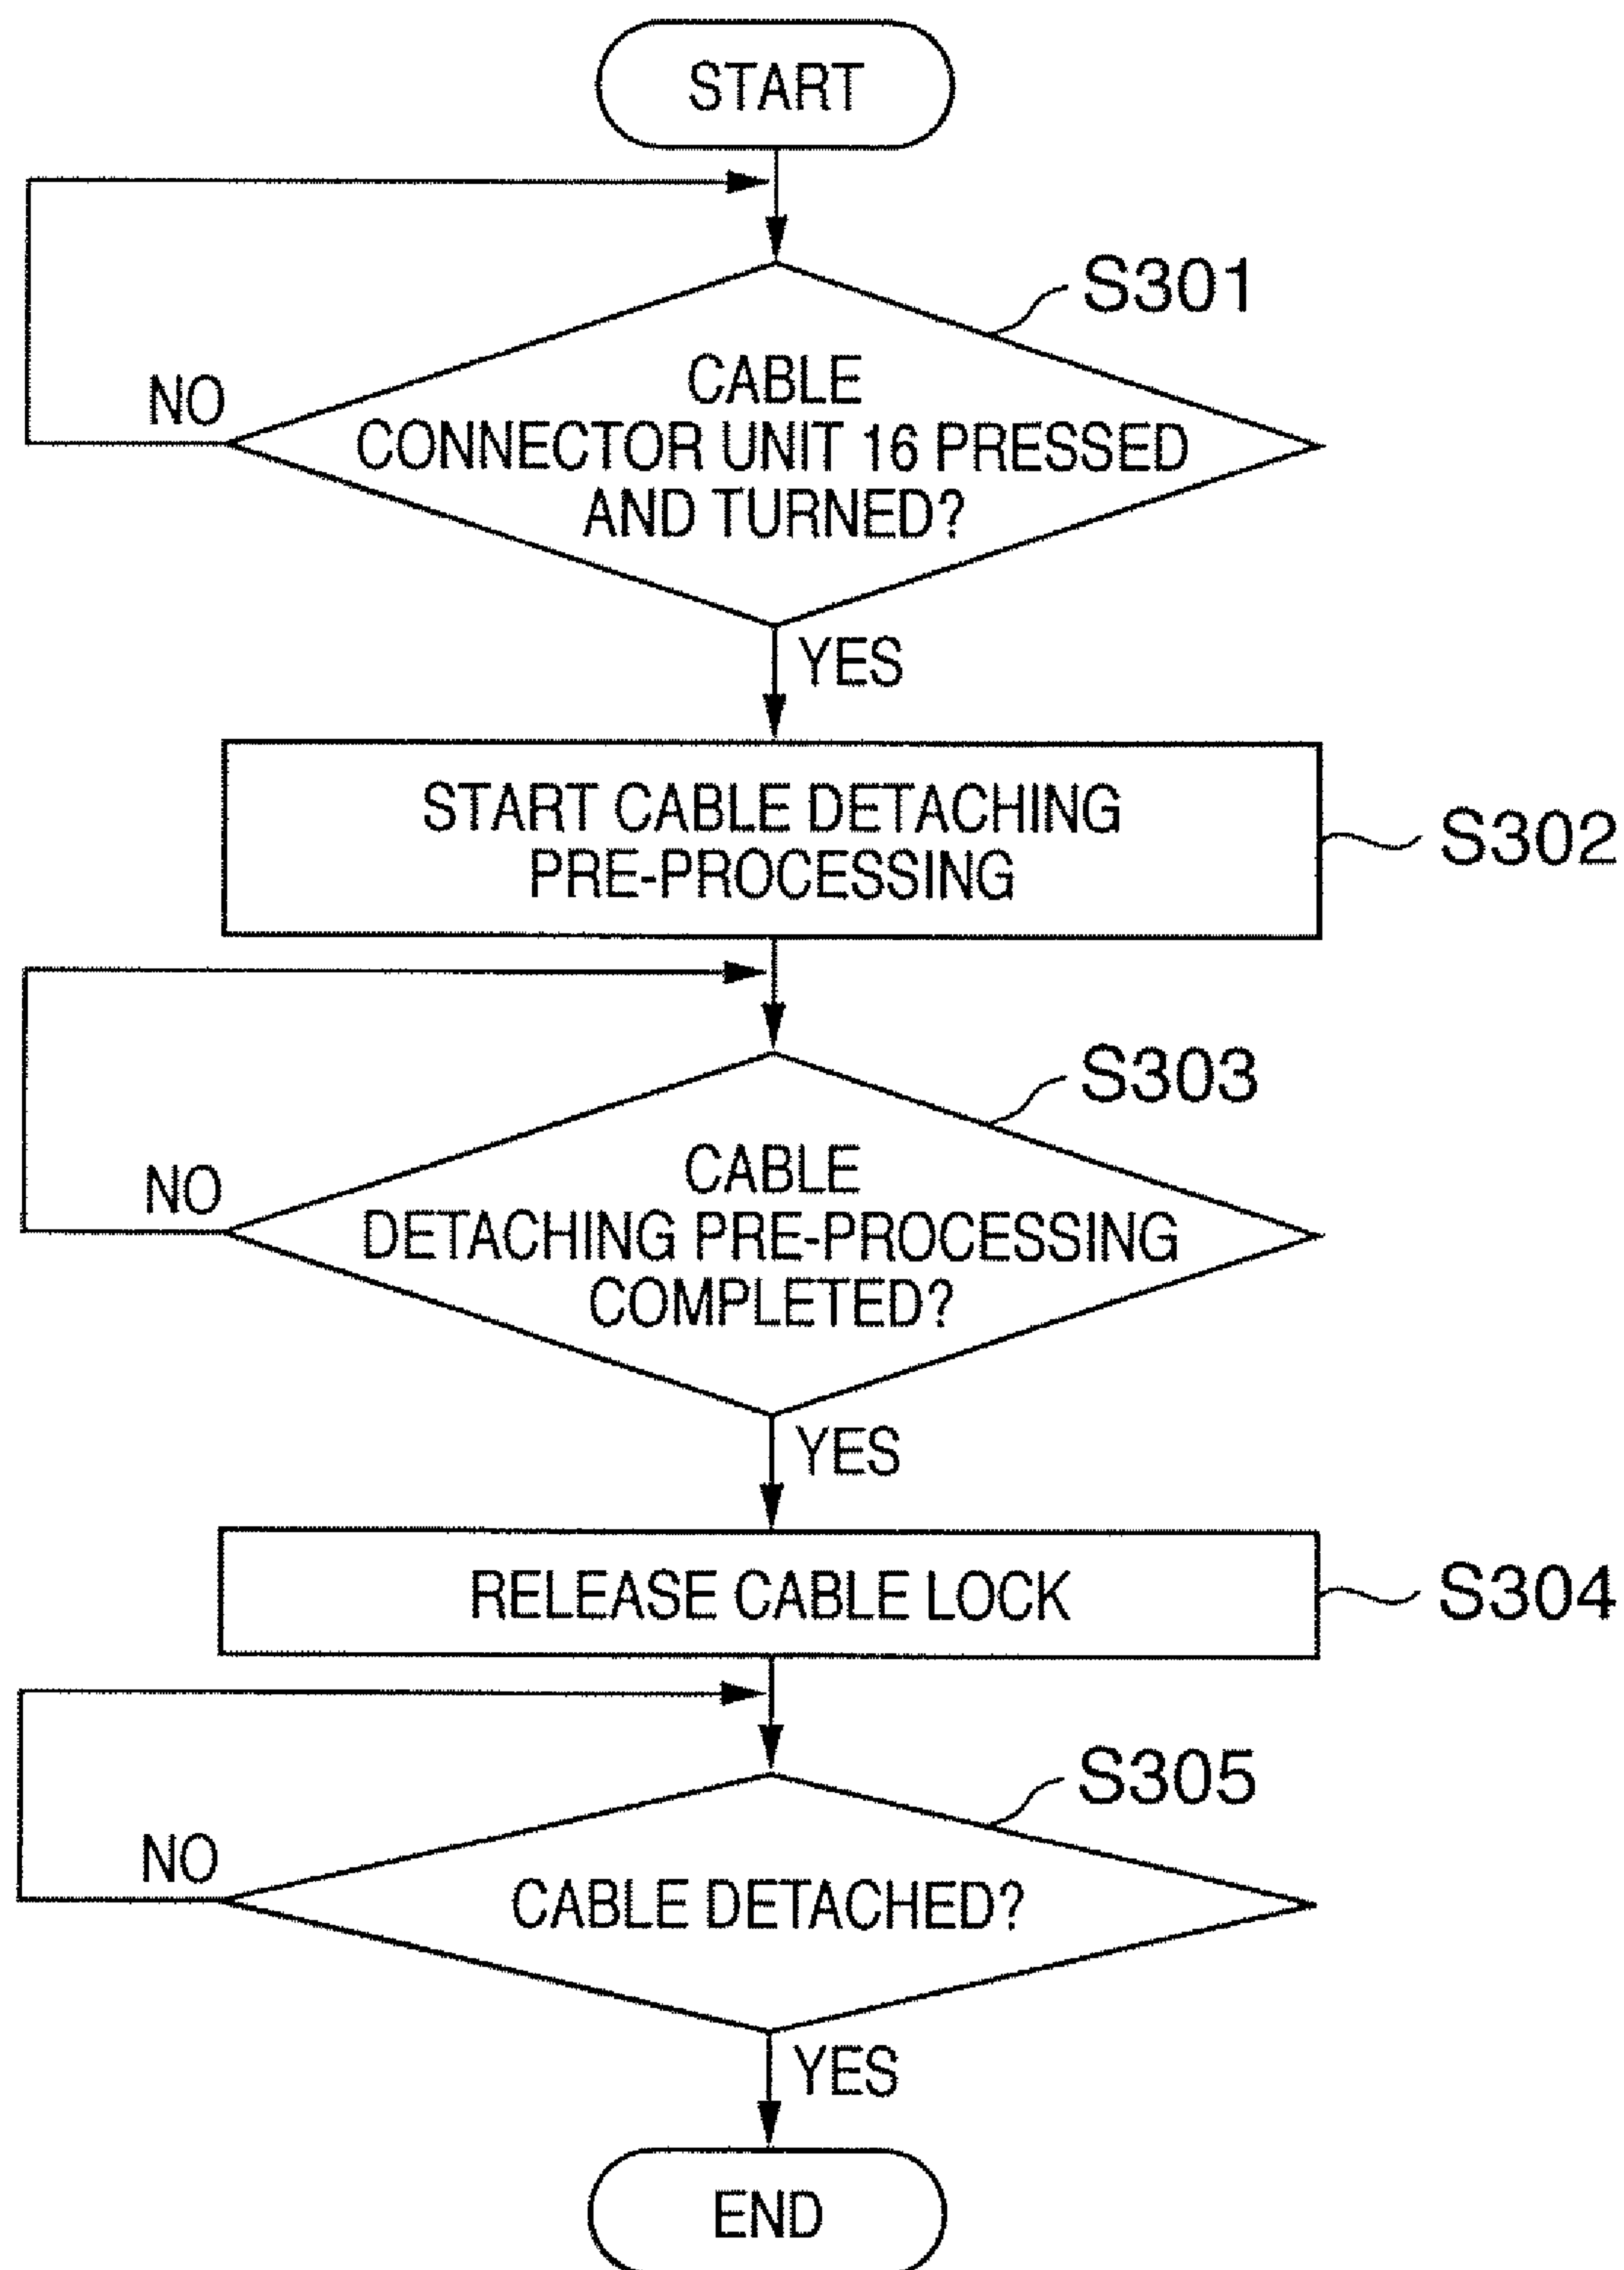 START
S301
CABLE
CONNECTOR UNIT 16 PRESSED
AND TURNED?
NO
YES
START CABLE DETACHING
PRE-PROCESSING
S302
S303
CABLE
DETACHING PRE-PROCESSING
COMPLETED?
NO
YES
RELEASE CABLE LOCK
S304
S305
CABLE DETACHED?
NO
YES
END